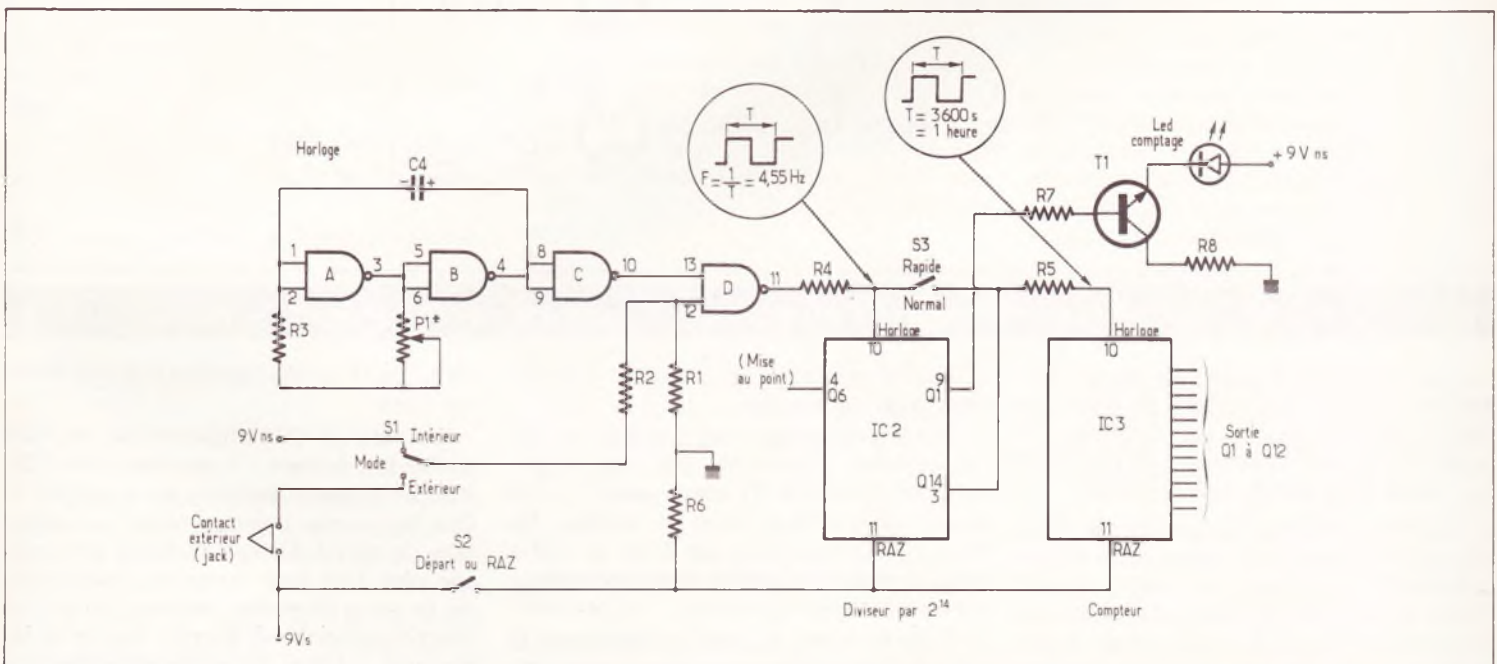 Horloge
C4
- +
1
2
A
3
5
6
B
4
8
9
C
10
13
12
D
11
R3
P1*
R2
R1
R6
R4
T
F = 1/T = 4,55 Hz
T
T = 3600 s
= 1 heure
S3
Rapide
Normal
R5
R7
T1
Led
comptage
+ 9 V ns
R8
9 V ns
S1
Intérieur
Mode
Extérieur
Contact
extérieur
(jack)
S2
Départ ou RAZ
9 Vs
(Mise
au point)
Horloge
10
4
Q6
9
Q1
IC 2
Q14
3
11
RAZ
Diviseur par 2¹⁴
Horloge
10
IC 3
11
RAZ
Compteur
Sortie
Q1 à Q12